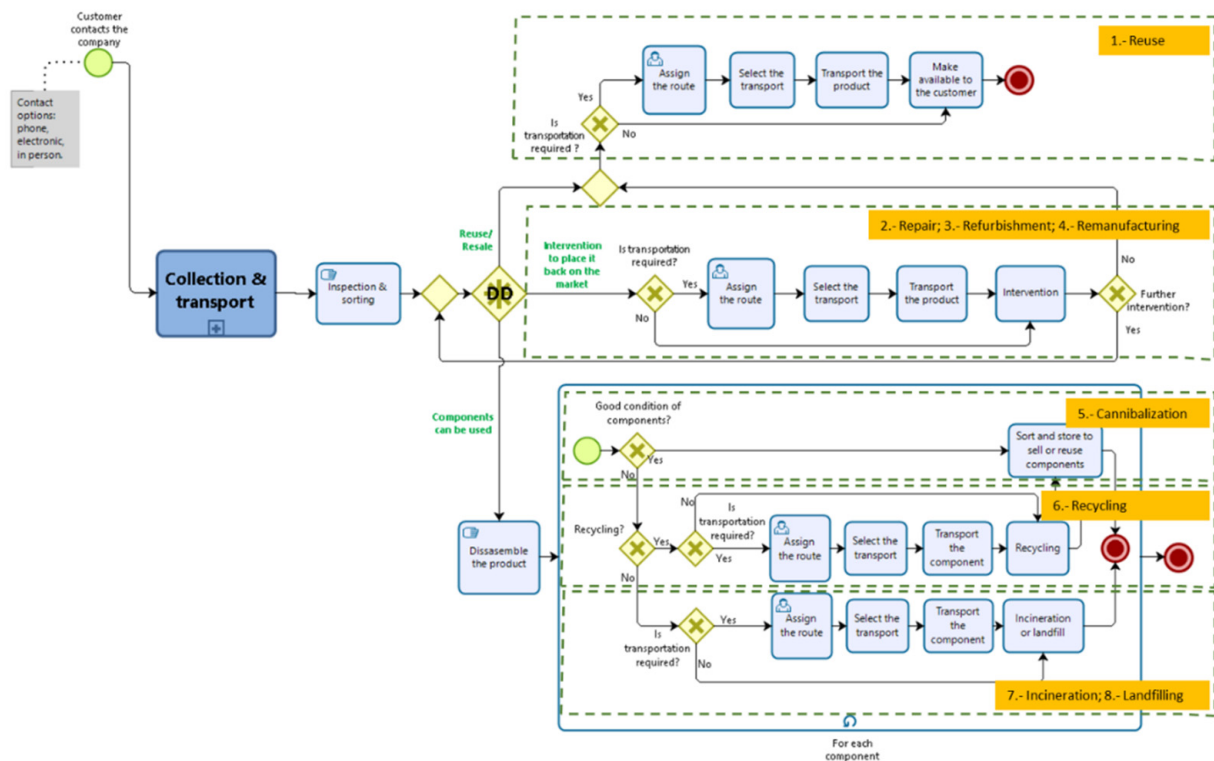 Customer
contacts the
company
Contact
options:
phone,
electronic,
in person.
1.- Reuse
Assign
the route
Select the
transport
Transport the
product
Make
available to
the customer
Yes
Is
transportation
required ?
No
2.- Repair; 3.- Refurbishment; 4.- Remanufacturing
Reuse/
Resale
Intervention
to place it
back on the
market
Is transportation
required?
Yes
No
Assign
the route
Select the
transport
Transport
the product
Intervention
No
Further
intervention?
Yes
Collection &
transport
Inspection &
sorting
DD
Components
can be used
5.- Cannibalization
Good condition of
components?
Yes
No
Sort and store to
sell or reuse
components
6.- Recycling
Dissasemble
the product
Recycling?
Yes
No
No
Is
transportation
required?
Yes
Assign
the route
Select the
transport
Transport
the
component
Recycling
Is
transportation
required?
Yes
No
Assign
the route
Select the
transport
Transport
the
component
Incineration
or landfill
7.- Incineration; 8.- Landfilling
For each
component